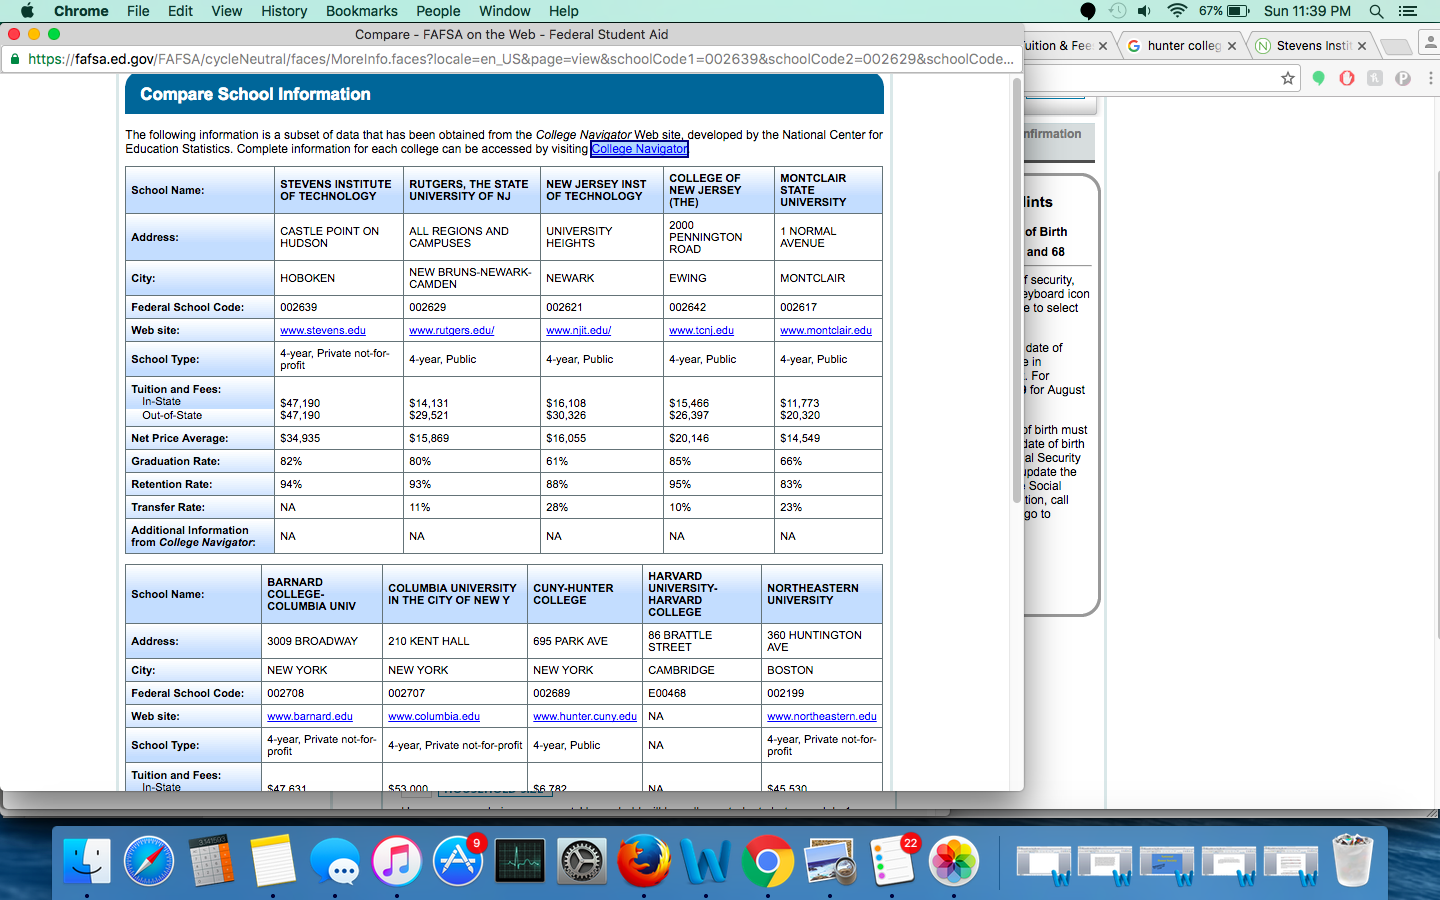 Chrome File Edit View History Bookmarks People Window Help 67% Sun 11:39 PM
Compare - FAFSA on the Web - Federal Student Aid
uition & Fee hunter colleg Stevens Instit
https://fafsa.ed.gov/FAFSA/cycleNeutral/faces/MoreInfo.faces?locale=en_US&page=view&schoolCode1=002639&schoolCode2=002629&schoolCode...
Compare School Information
The following information is a subset of data that has been obtained from the College Navigator Web site, developed by the National Center for
Education Statistics. Complete information for each college can be accessed by visiting College Navigator
School Name: STEVENS INSTITUTE OF TECHNOLOGY RUTGERS, THE STATE UNIVERSITY OF NJ NEW JERSEY INST OF TECHNOLOGY COLLEGE OF NEW JERSEY (THE) MONTCLAIR STATE UNIVERSITY
Address: CASTLE POINT ON HUDSON ALL REGIONS AND CAMPUSES UNIVERSITY HEIGHTS 2000 PENNINGTON ROAD 1 NORMAL AVENUE
City: HOBOKEN NEW BRUNS-NEWARK-CAMDEN NEWARK EWING MONTCLAIR
Federal School Code: 002639 002629 002621 002642 002617
Web site: www.stevens.edu www.rutgers.edu/ www.njit.edu/ www.tcnj.edu www.montclair.edu
School Type: 4-year, Private not-for-profit 4-year, Public 4-year, Public 4-year, Public 4-year, Public
Tuition and Fees:
In-State $47,190 $14,131 $16,108 $15,466 $11,773
Out-of-State $47,190 $29,521 $30,326 $26,397 $20,320
Net Price Average: $34,935 $15,869 $16,055 $20,146 $14,549
Graduation Rate: 82% 80% 61% 85% 66%
Retention Rate: 94% 93% 88% 95% 83%
Transfer Rate: NA 11% 28% 10% 23%
Additional Information from College Navigator: NA NA NA NA NA
School Name: BARNARD COLLEGE-COLUMBIA UNIV COLUMBIA UNIVERSITY IN THE CITY OF NEW Y CUNY-HUNTER COLLEGE HARVARD UNIVERSITY-HARVARD COLLEGE NORTHEASTERN UNIVERSITY
Address: 3009 BROADWAY 210 KENT HALL 695 PARK AVE 86 BRATTLE STREET 360 HUNTINGTON AVE
City: NEW YORK NEW YORK NEW YORK CAMBRIDGE BOSTON
Federal School Code: 002708 002707 002689 E00468 002199
Web site: www.barnard.edu www.columbia.edu www.hunter.cuny.edu NA www.northeastern.edu
School Type: 4-year, Private not-for-profit 4-year, Private not-for-profit 4-year, Public NA 4-year, Private not-for-profit
Tuition and Fees:
In-State $47,631 $53,000 $6,782 NA $45,530
nfirmation
lints
of Birth
and 68
f security,
eyboard icon
e to select
date of
e in
. For
for August
of birth must
date of birth
al Security
update the
Social
tion, call
go to
9
22